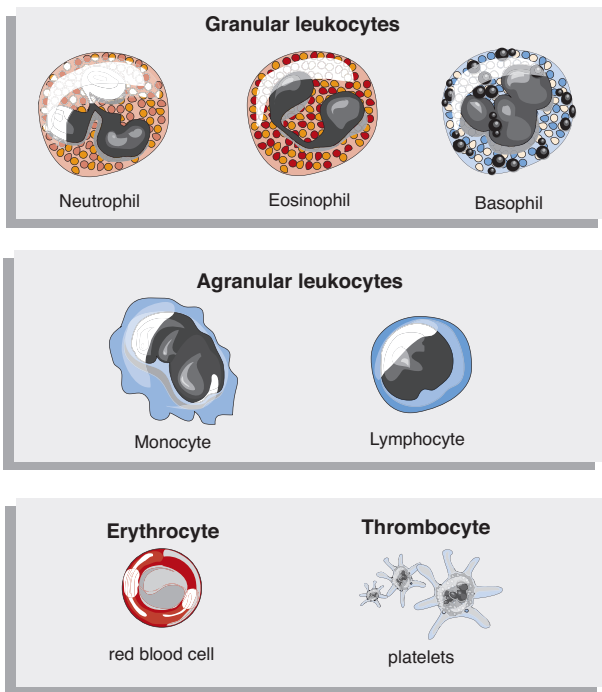 Granular leukocytes
Neutrophil
Eosinophil
Basophil
Agranular leukocytes
Monocyte
Lymphocyte
Erythrocyte
Thrombocyte
red blood cell
platelets